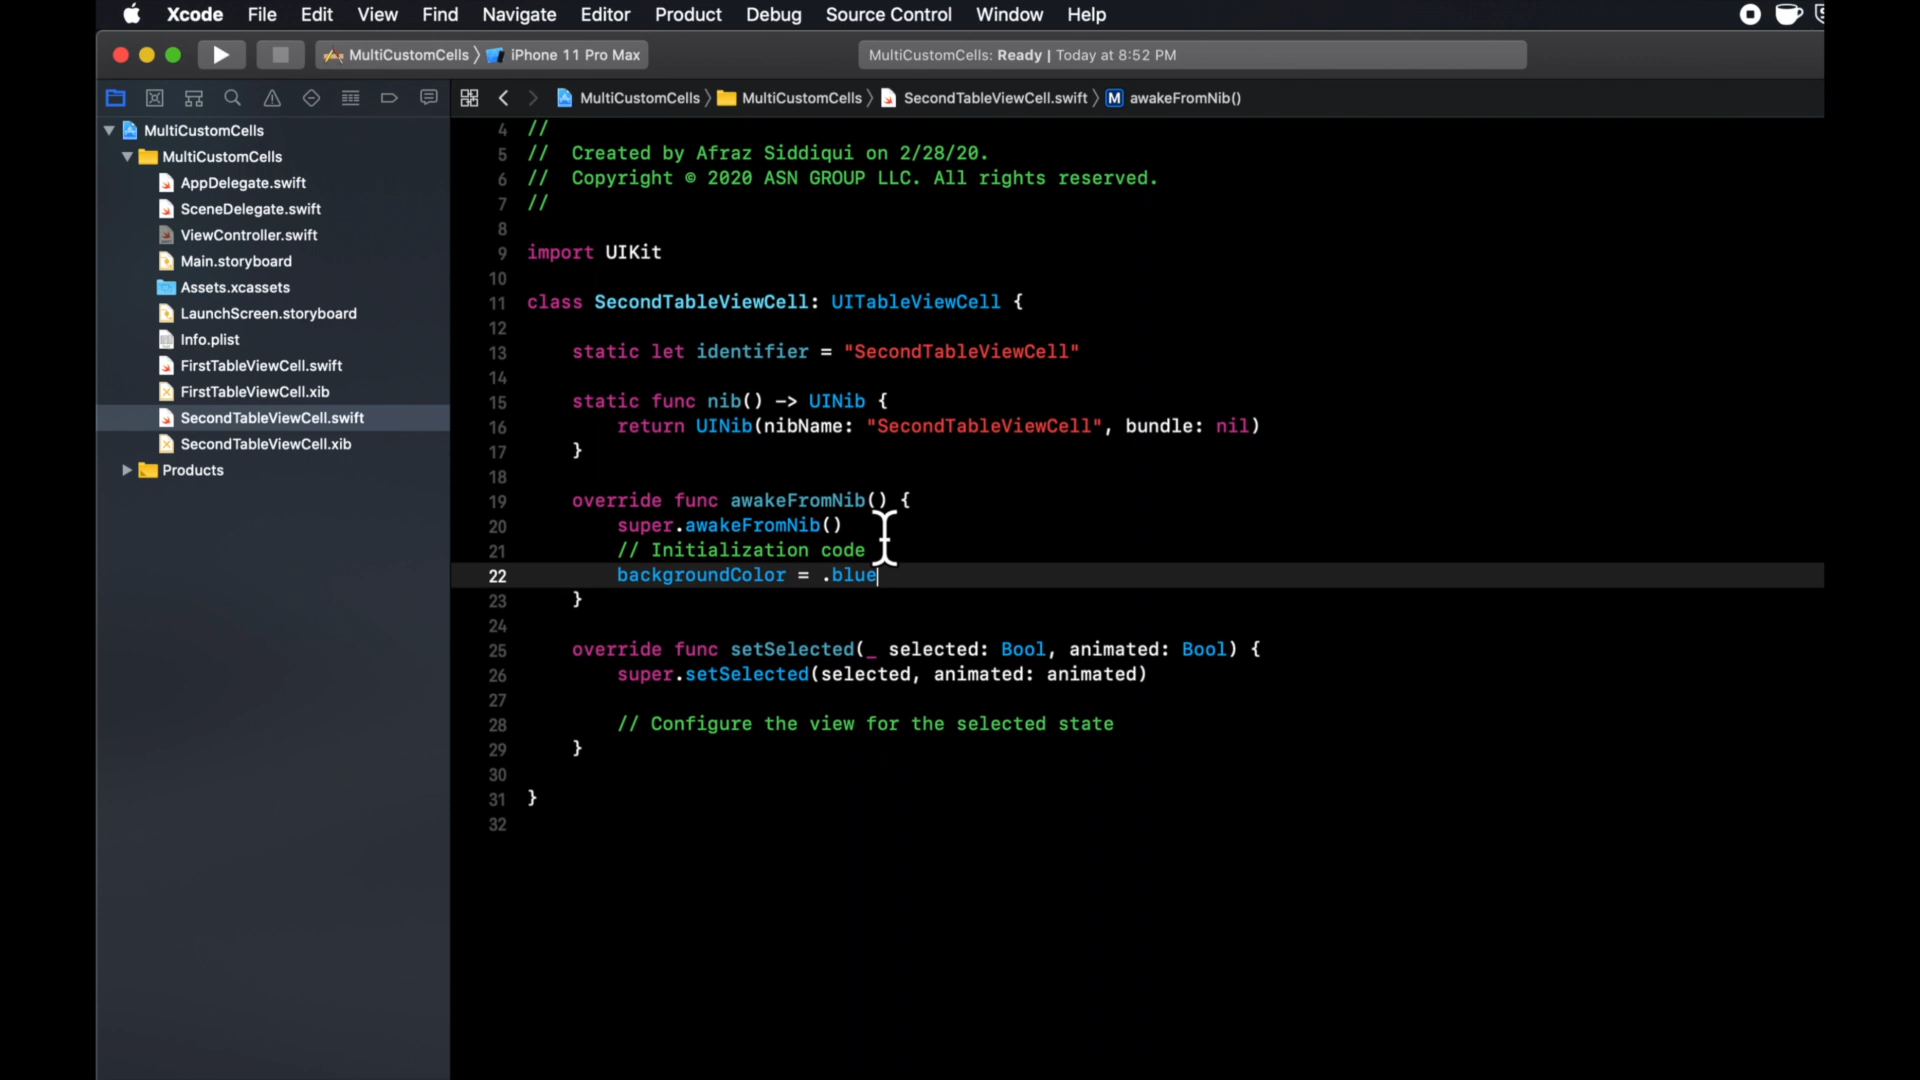 Xcode File Edit View Find Navigate Editor Product Debug Source Control Window Help
MultiCustomCells iPhone 11 Pro Max
MultiCustomCells: Ready | Today at 8:52 PM
MultiCustomCells MultiCustomCells SecondTableViewCell.swift M awakeFromNib()
MultiCustomCells
MultiCustomCells
AppDelegate.swift
SceneDelegate.swift
ViewController.swift
Main.storyboard
Assets.xcassets
LaunchScreen.storyboard
Info.plist
FirstTableViewCell.swift
FirstTableViewCell.xib
SecondTableViewCell.swift
SecondTableViewCell.xib
Products
4 //
5 // Created by Afraz Siddiqui on 2/28/20.
6 // Copyright © 2020 ASN GROUP LLC. All rights reserved.
7 //
8
9 import UIKit
10
11 class SecondTableViewCell: UITableViewCell {
12
13 static let identifier = "SecondTableViewCell"
14
15 static func nib() -> UINib {
16 return UINib(nibName: "SecondTableViewCell", bundle: nil)
17 }
18
19 override func awakeFromNib() {
20 super.awakeFromNib()
21 // Initialization code
22 backgroundColor = .blue
23 }
24
25 override func setSelected(_ selected: Bool, animated: Bool) {
26 super.setSelected(selected, animated: animated)
27
28 // Configure the view for the selected state
29 }
30
31 }
32